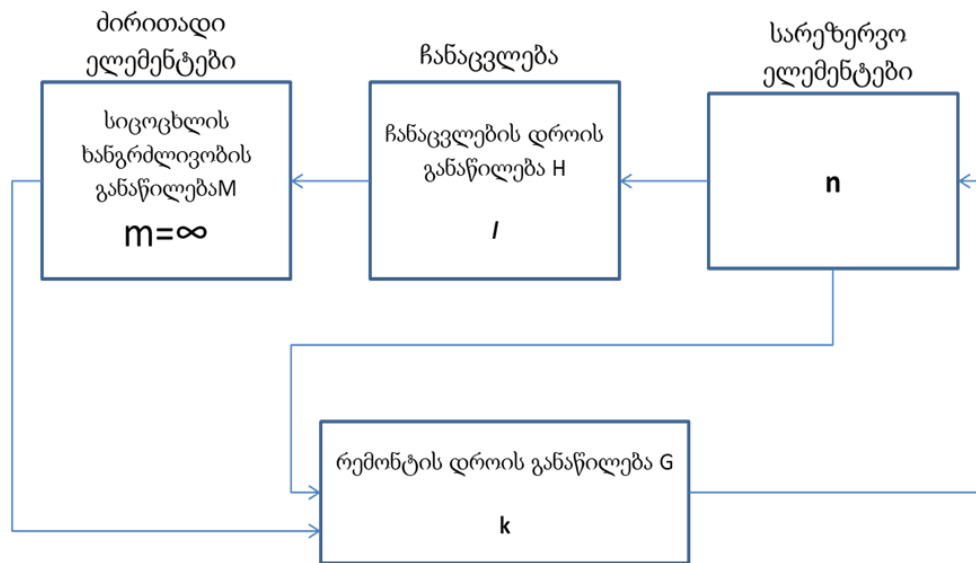 ძირითადი
ელემენტები
სიცოცხლის
ხანგრძლივობის
განაწილებაM
m=∞
ჩანაცვლება
ჩანაცვლების დროის
განაწილება H
l
სარეზერვო
ელემენტები
n
რემონტის დროის განაწილება G
k